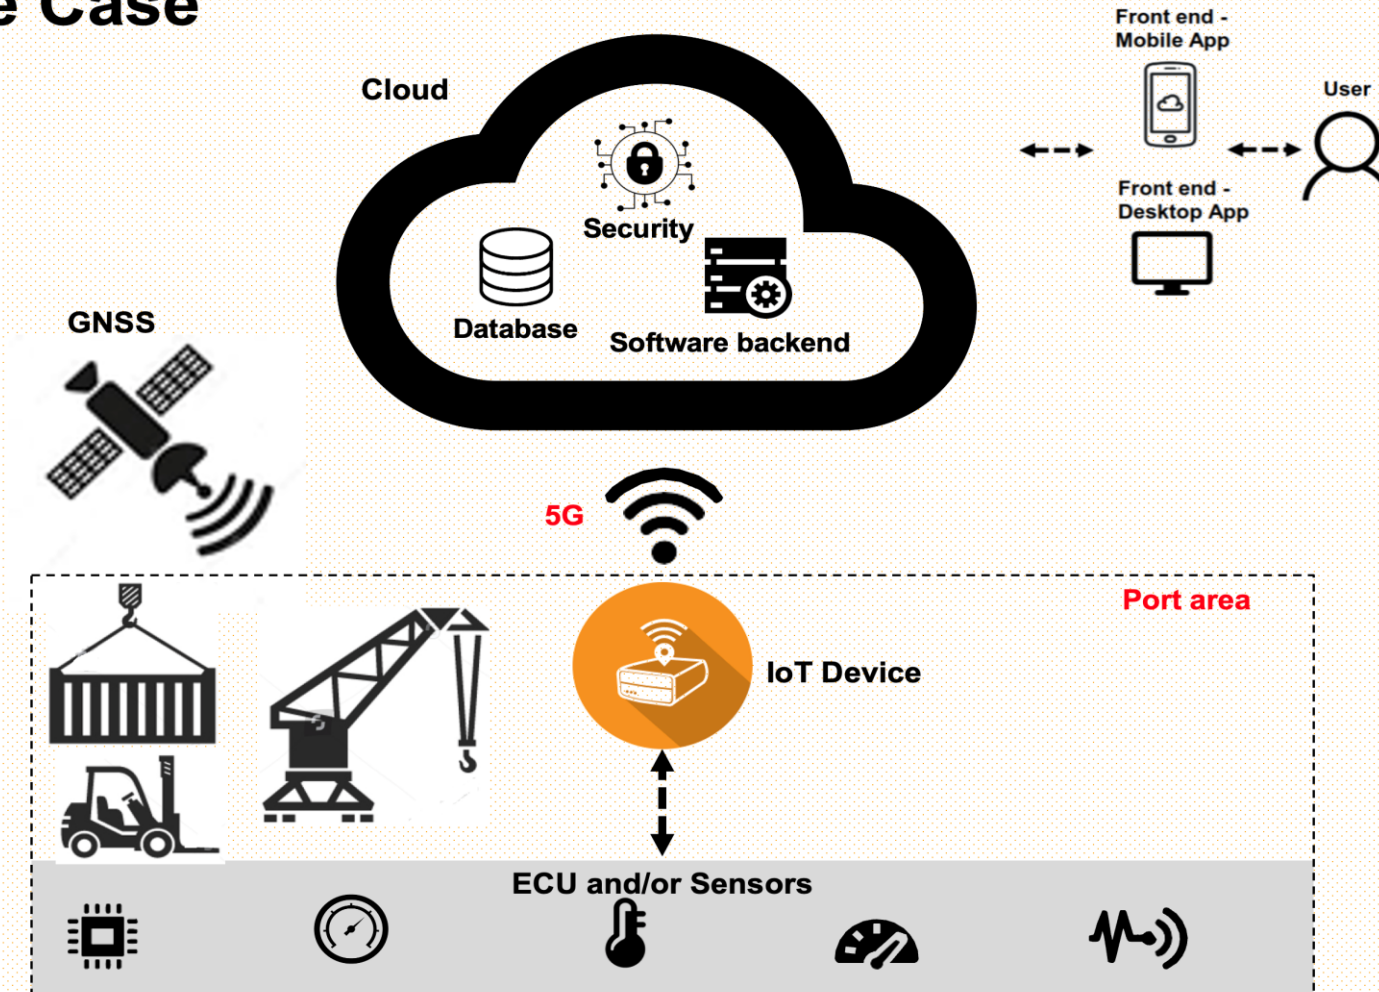 e Case
Front end -
Mobile App
User
Cloud
Security
Front end -
Desktop App
Database
Software backend
GNSS
5G
Port area
IoT Device
ECU and/or Sensors